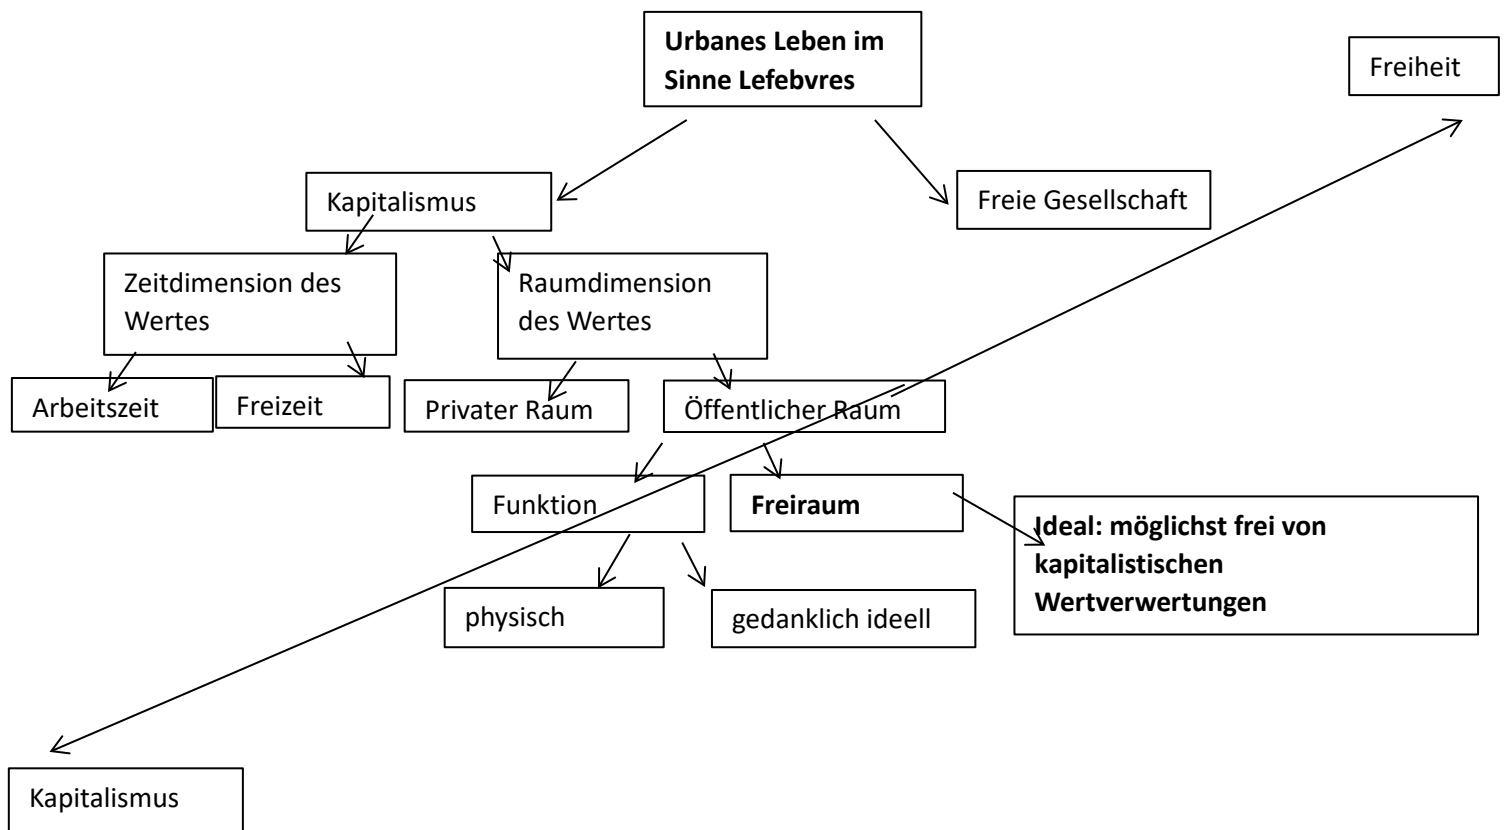 Urbanes Leben im
Sinne Lefebvres
Freiheit
Kapitalismus
Freie Gesellschaft
Zeitdimension des
Wertes
Raumdimension
des Wertes
Arbeitszeit
Freizeit
Privater Raum
Öffentlicher Raum
Funktion
Freiraum
Ideal: möglichst frei von
kapitalistischen
Wertverwertungen
physisch
gedanklich ideell
Kapitalismus